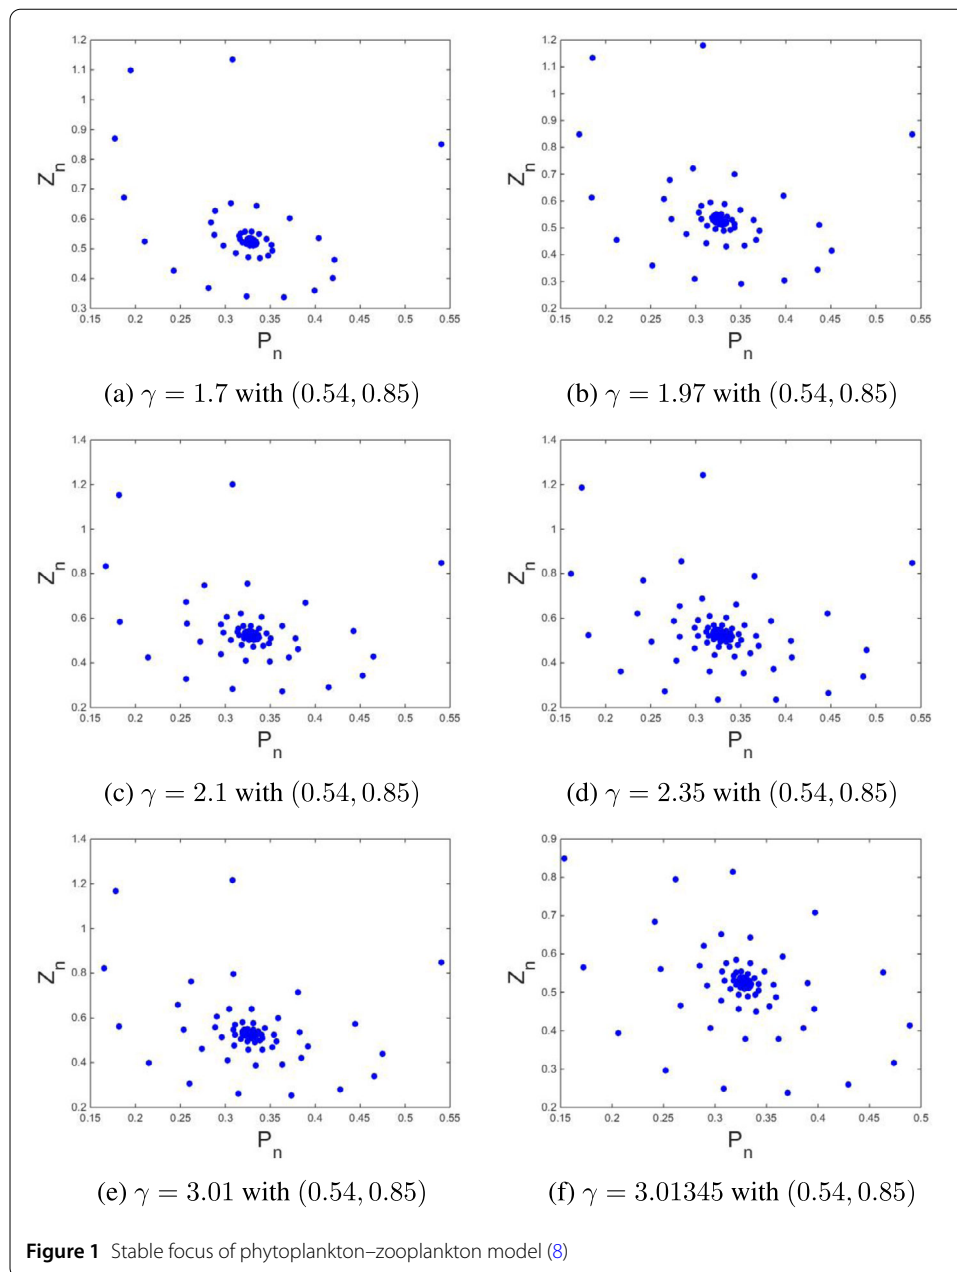 1.2
1.1
1
0.9
0.8
0.7
0.6
0.5
0.4
0.3
Z_n
0.15 0.2 0.25 0.3 0.35 0.4 0.45 0.5 0.55
P_n
(a) γ = 1.7 with (0.54, 0.85)
1.2
1.1
1
0.9
0.8
0.7
0.6
0.5
0.4
0.3
0.2
Z_n
0.15 0.2 0.25 0.3 0.35 0.4 0.45 0.5 0.55
P_n
(b) γ = 1.97 with (0.54, 0.85)
1.4
1.2
1
0.8
0.6
0.4
0.2
Z_n
0.15 0.2 0.25 0.3 0.35 0.4 0.45 0.5 0.55
P_n
(c) γ = 2.1 with (0.54, 0.85)
1.4
1.2
1
0.8
0.6
0.4
0.2
Z_n
0.15 0.2 0.25 0.3 0.35 0.4 0.45 0.5 0.55
P_n
(d) γ = 2.35 with (0.54, 0.85)
1.4
1.2
1
0.8
0.6
0.4
0.2
Z_n
0.15 0.2 0.25 0.3 0.35 0.4 0.45 0.5 0.55
P_n
(e) γ = 3.01 with (0.54, 0.85)
0.9
0.8
0.7
0.6
0.5
0.4
0.3
0.2
Z_n
0.15 0.2 0.25 0.3 0.35 0.4 0.45 0.5
P_n
(f) γ = 3.01345 with (0.54, 0.85)
Figure 1 Stable focus of phytoplankton–zooplankton model (8)